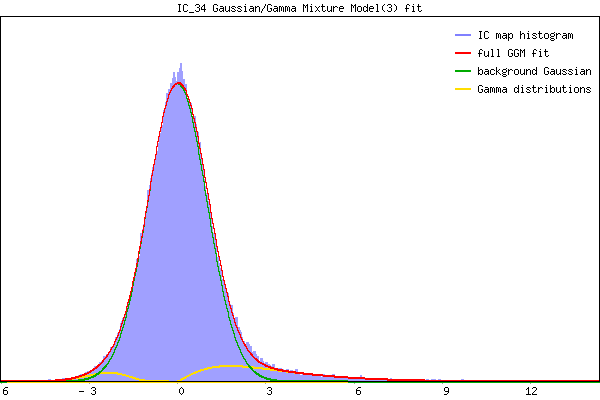 IC_34 Gaussian/Gamma Mixture Model(3) fit
IC map histogram
full GGM fit
background Gaussian
Gamma distributions
6 -3 0 3 6 9 12